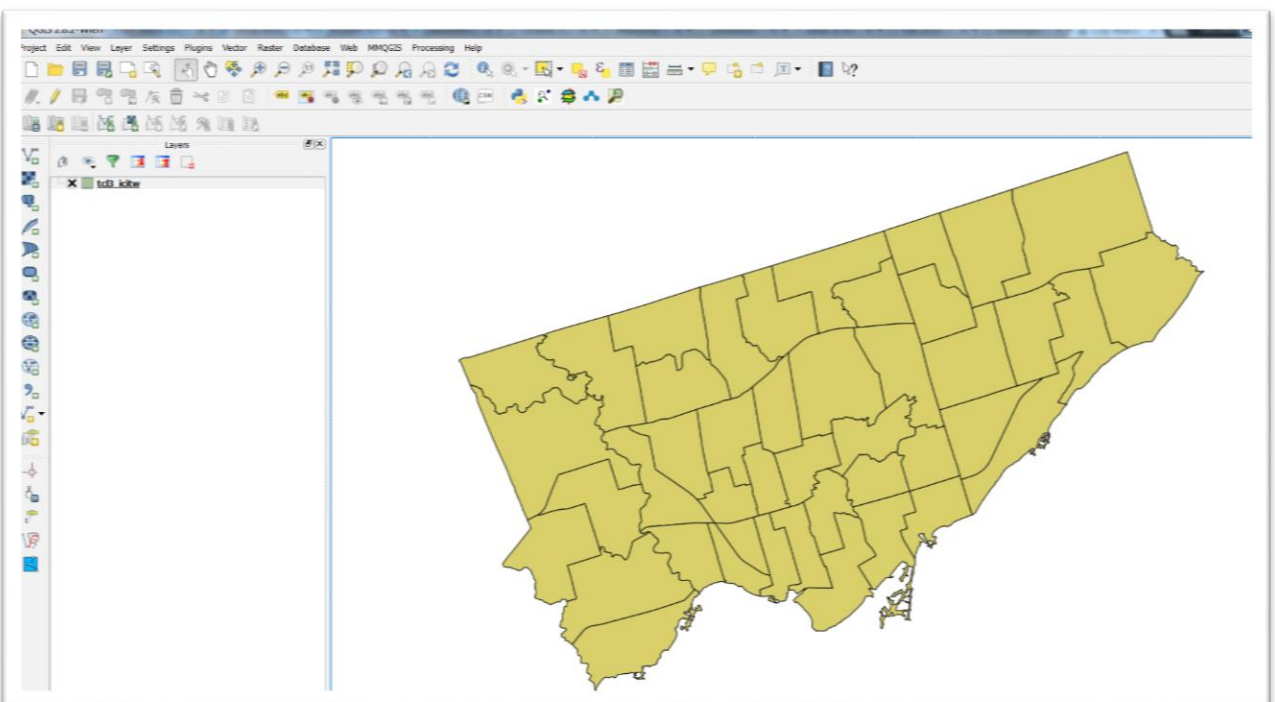 QGIS 2.8.2-Wien
Project Edit View Layer Settings Plugins Vector Raster Database Web MMQGIS Processing Help
Layers